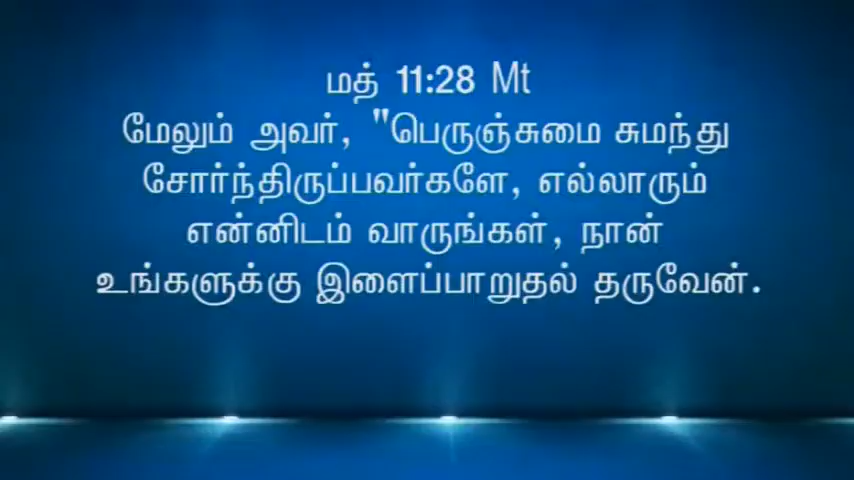 மத் 11:28 Mt
மேலும் அவர், "பெருஞ்சுமை சுமந்து
சோர்ந்திருப்பவர்களே, எல்லாரும்
என்னிடம் வாருங்கள், நான்
உங்களுக்கு இளைப்பாறுதல் தருவேன்.